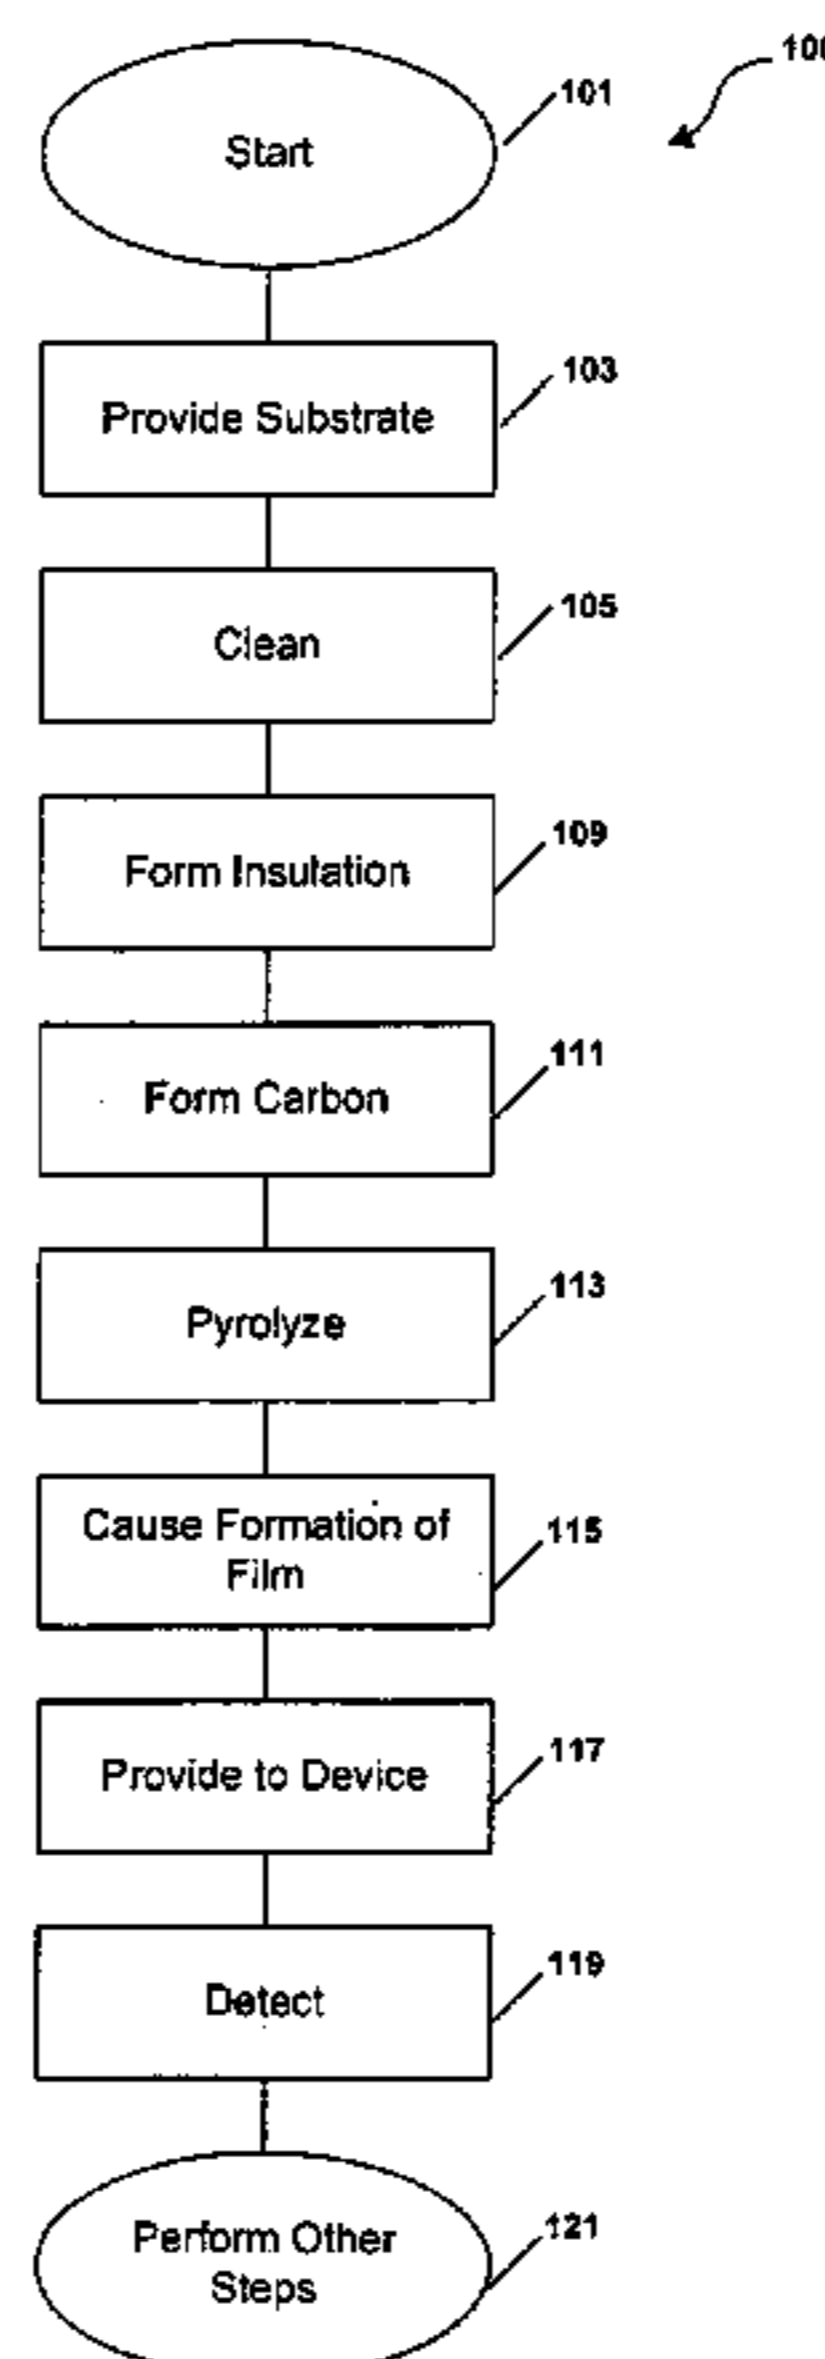 101
Start
103
Provide Substrate
105
Clean
109
Form Insulation
111
Form Carbon
113
Pyrolyze
115
Cause Formation of
Film
117
Provide to Device
119
Detect
121
Perform Other
Steps